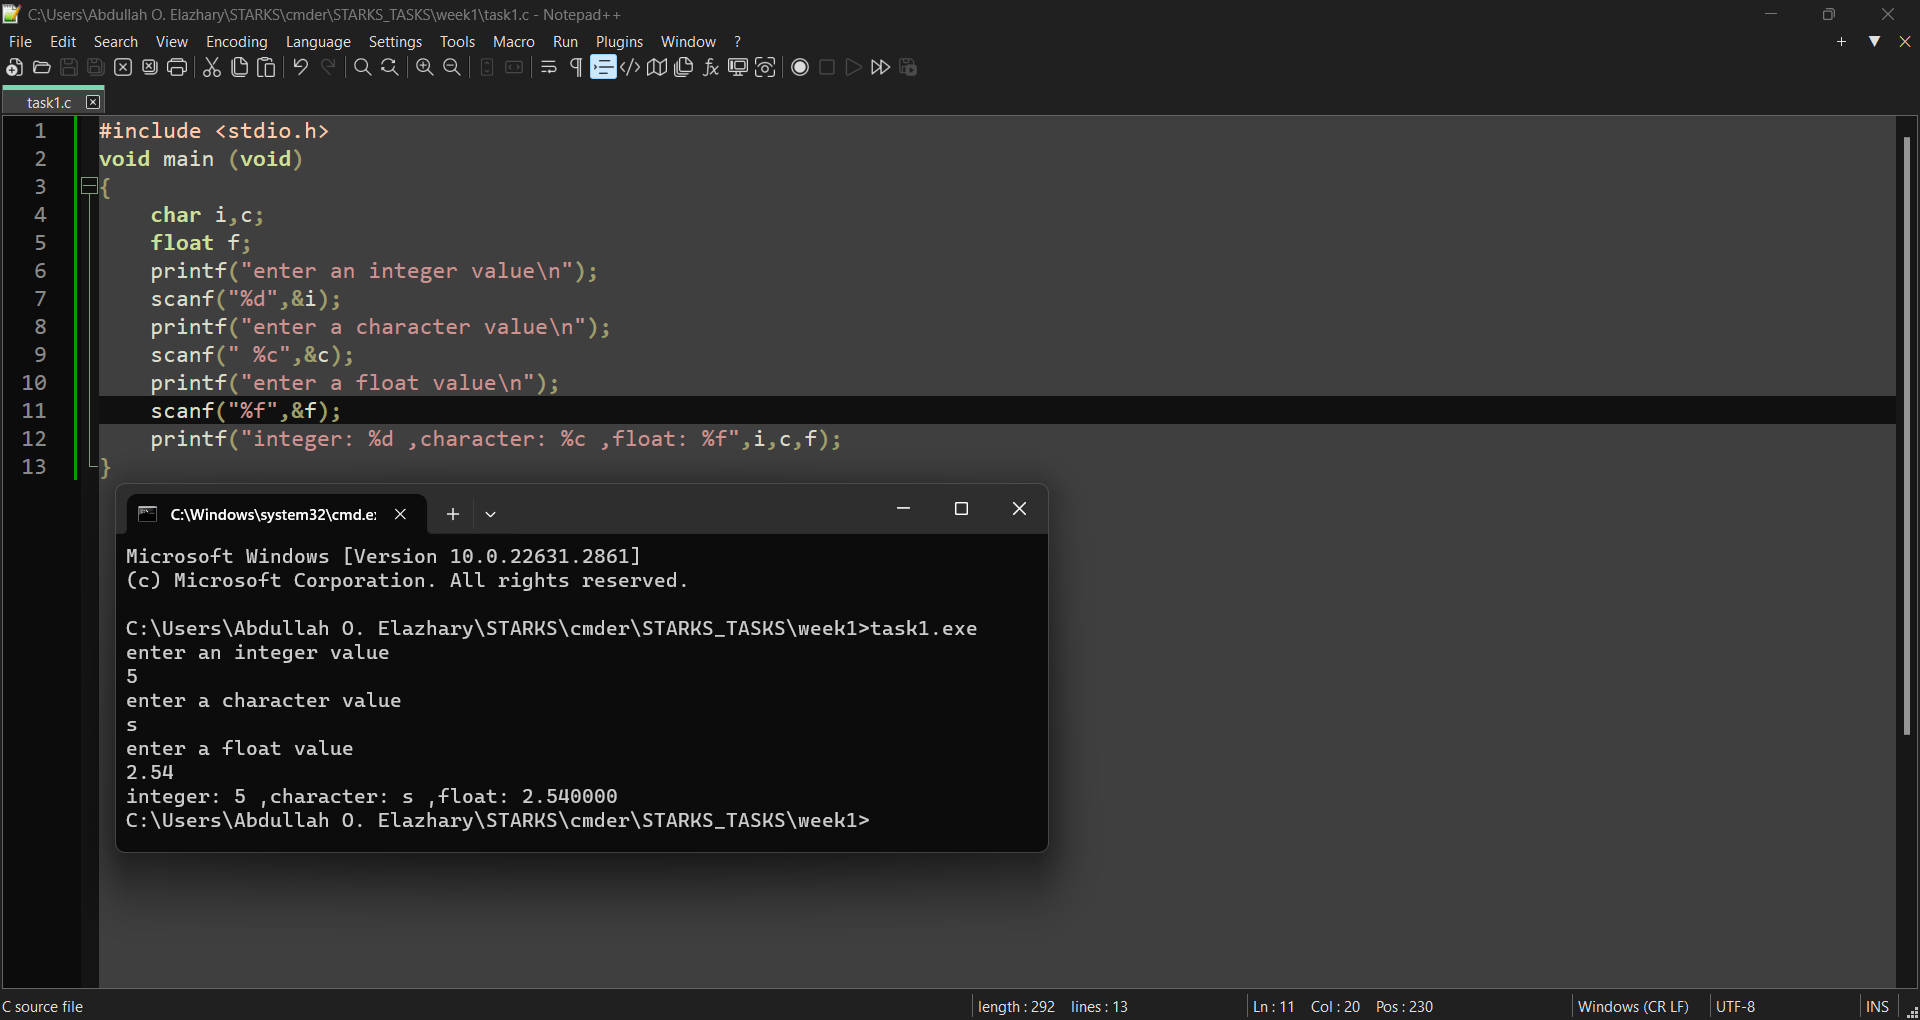 C:\Users\Abdullah O. Elazhary\STARKS\cmder\STARKS_TASKS\week1\task1.c - Notepad++
File Edit Search View Encoding Language Settings Tools Macro Run Plugins Window ?
task1.c
1 #include <stdio.h>
2 void main (void)
3 {
4 char i,c;
5 float f;
6 printf("enter an integer value\n");
7 scanf("%d",&i);
8 printf("enter a character value\n");
9 scanf(" %c",&c);
10 printf("enter a float value\n");
11 scanf("%f",&f);
12 printf("integer: %d ,character: %c ,float: %f",i,c,f);
13 }
C:\Windows\system32\cmd.e
Microsoft Windows [Version 10.0.22631.2861]
(c) Microsoft Corporation. All rights reserved.
C:\Users\Abdullah O. Elazhary\STARKS\cmder\STARKS_TASKS\week1>task1.exe
enter an integer value
5
enter a character value
s
enter a float value
2.54
integer: 5 ,character: s ,float: 2.540000
C:\Users\Abdullah O. Elazhary\STARKS\cmder\STARKS_TASKS\week1>
C source file length : 292 lines : 13 Ln : 11 Col : 20 Pos : 230 Windows (CR LF) UTF-8 INS